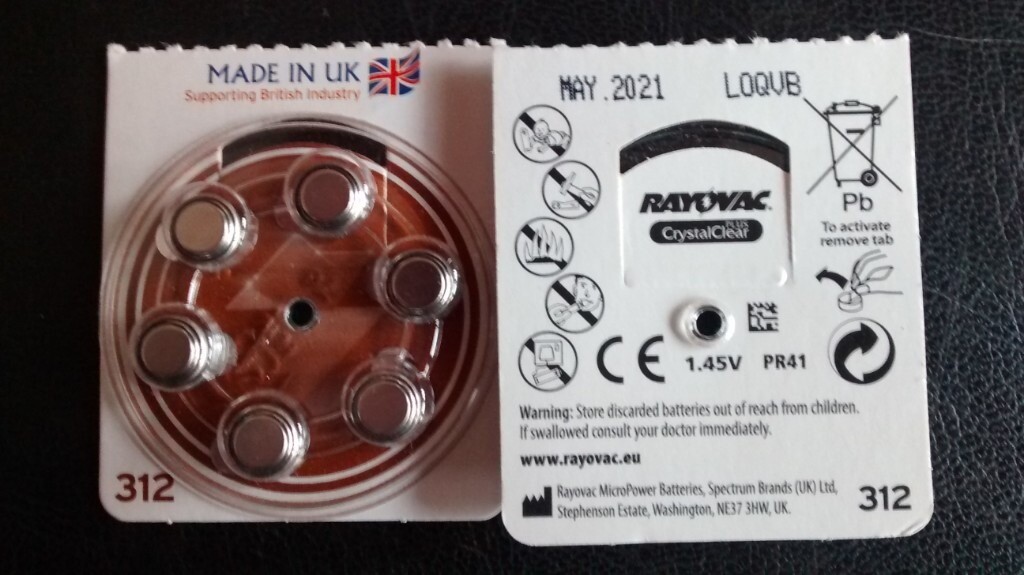 MADE IN UK
Supporting British Industry
312
MAY.2021 LOQVB
RAYOVAC
PLUS
CrystalClear
Pb
To activate
remove tab
CE 1.45V PR41
Warning: Store discarded batteries out of reach from children.
If swallowed consult your doctor immediately.
www.rayovac.eu
Rayovac MicroPower Batteries, Spectrum Brands (UK) Ltd,
Stephenson Estate, Washington, NE37 3HW, UK.
312